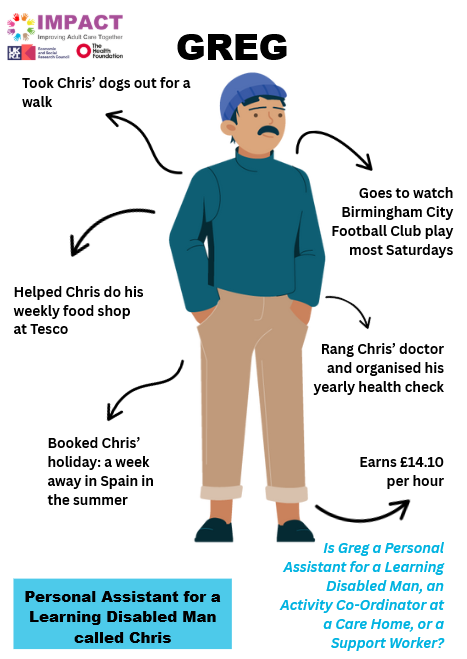 IMPACT
Improving Adult Care Together
UKRI
Economic
and Social
Research Council
The
Health
Foundation
GREG
Took Chris’ dogs out for a
walk
Goes to watch
Birmingham City
Football Club play
most Saturdays
Helped Chris do his
weekly food shop
at Tesco
Rang Chris’ doctor
and organised his
yearly health check
Booked Chris’
holiday: a week
away in Spain in
the summer
Earns £14.10
per hour
Is Greg a Personal
Assistant for a Learning
Disabled Man, an
Activity Co-Ordinator at
a Care Home, or a
Support Worker?
Personal Assistant for a
Learning Disabled Man
called Chris